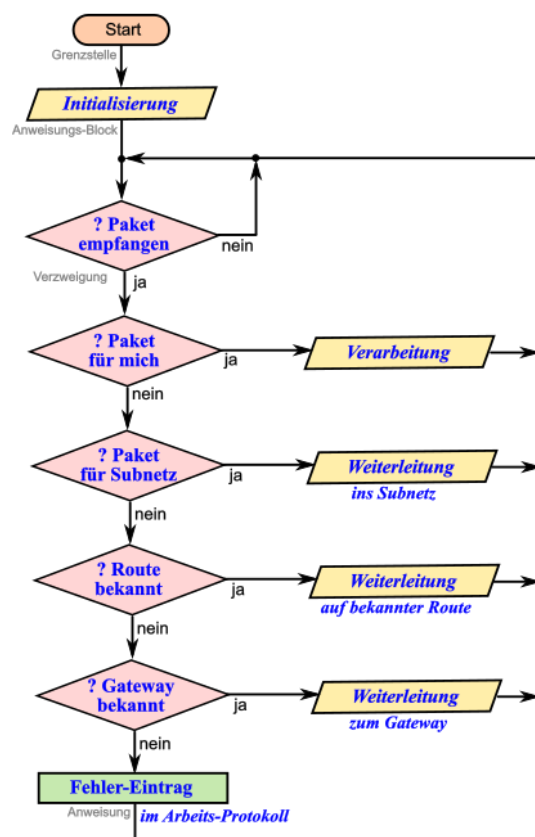 Start
Grenzstelle
Initialisierung
Anweisungs-Block
? Paket
empfangen
nein
Verzweigung
ja
? Paket
für mich
ja
Verarbeitung
nein
? Paket
für Subnetz
ja
Weiterleitung
ins Subnetz
nein
? Route
bekannt
ja
Weiterleitung
auf bekannter Route
nein
? Gateway
bekannt
ja
Weiterleitung
zum Gateway
nein
Fehler-Eintrag
Anweisung
im Arbeits-Protokoll